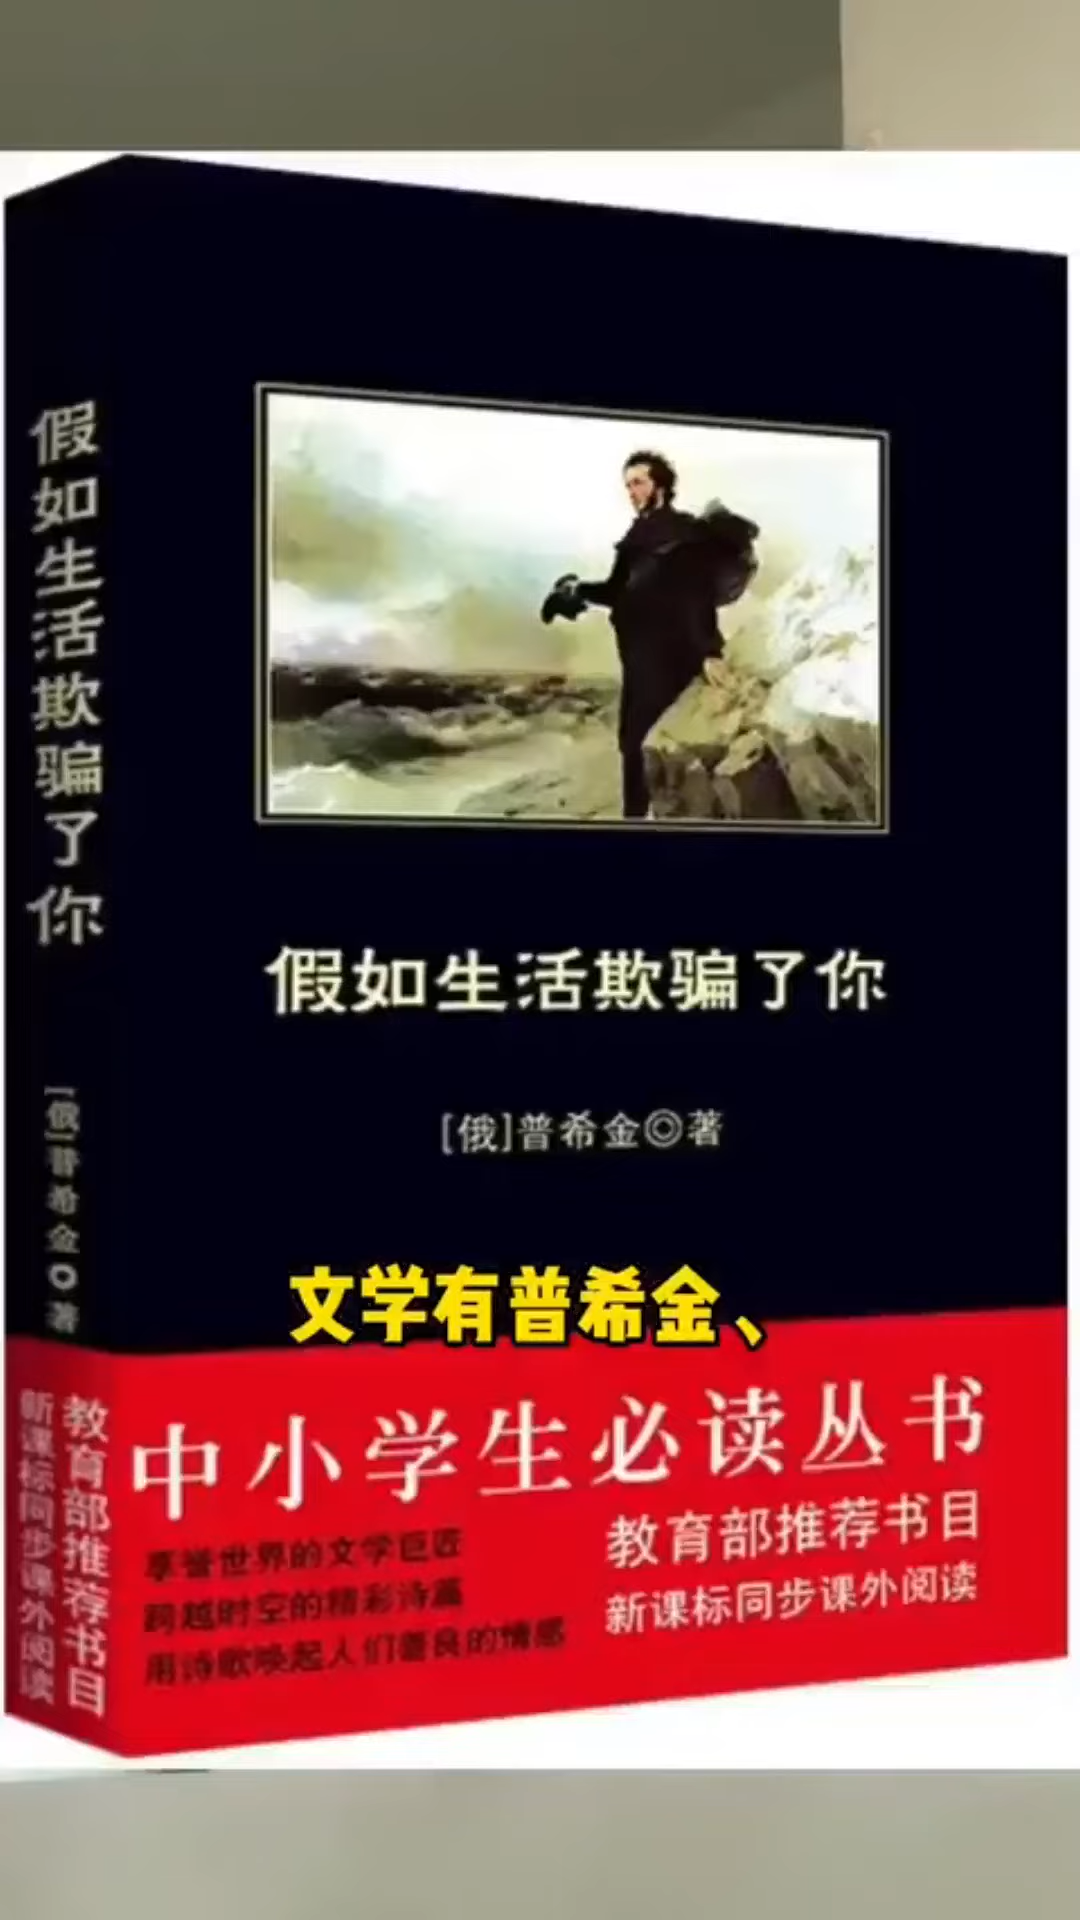 假如生活欺骗了你
[俄]普希金◎著
教育部推荐书目
新课标同步课外阅读
假如生活欺骗了你
[俄]普希金◎著
文学有普希金、
中小学生必读丛书
享誉世界的文学巨匠
跨越时空的精彩诗篇
用诗歌唤起人们善良的情感
教育部推荐书目
新课标同步课外阅读